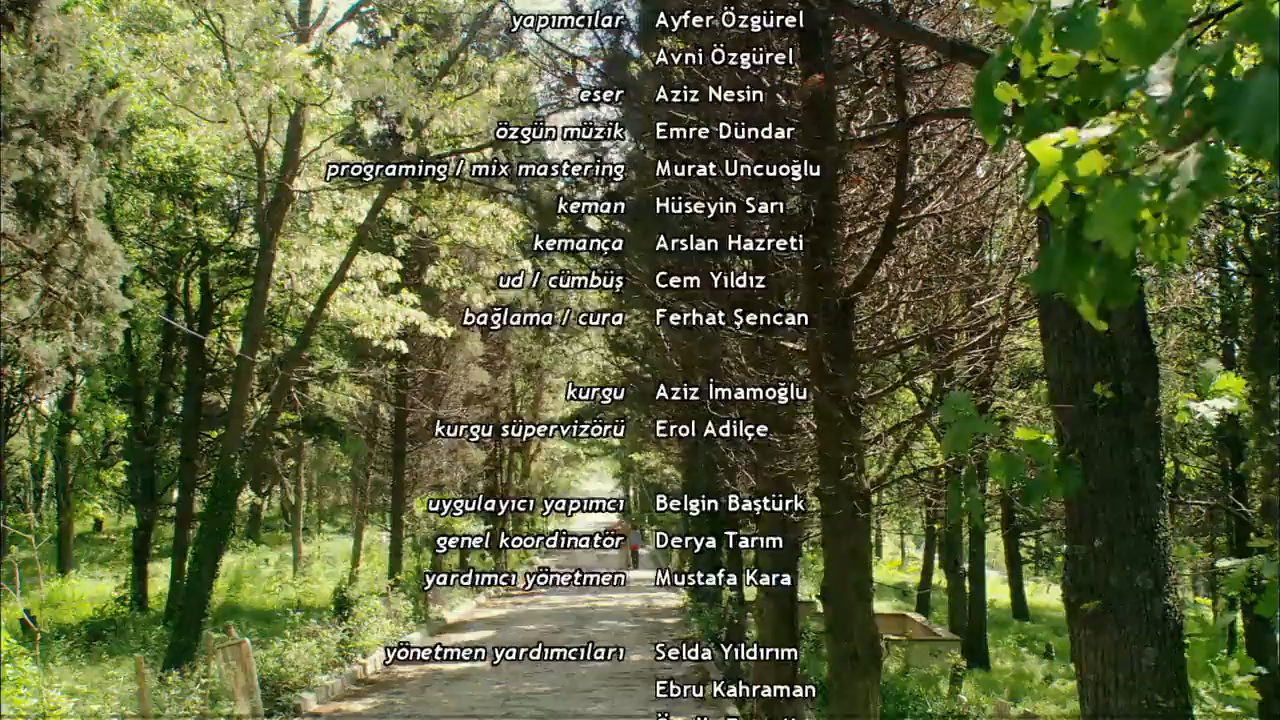 yapımcılar Ayfer Özgürel
Avni Özgürel
eser Aziz Nesin
özgün müzik Emre Dündar
programing / mix mastering Murat Uncuoğlu
keman Hüseyin Sarı
kemança Arslan Hazreti
ud / cümbüş Cem Yıldız
bağlama / cura Ferhat Şencan
kurgu Aziz İmamoğlu
kurgu süpervizörü Erol Adilçe
uygulayıcı yapımcı Belgin Baştürk
genel koordinatör Derya Tarım
yardımcı yönetmen Mustafa Kara
yönetmen yardımcıları Selda Yıldırım
Ebru Kahraman